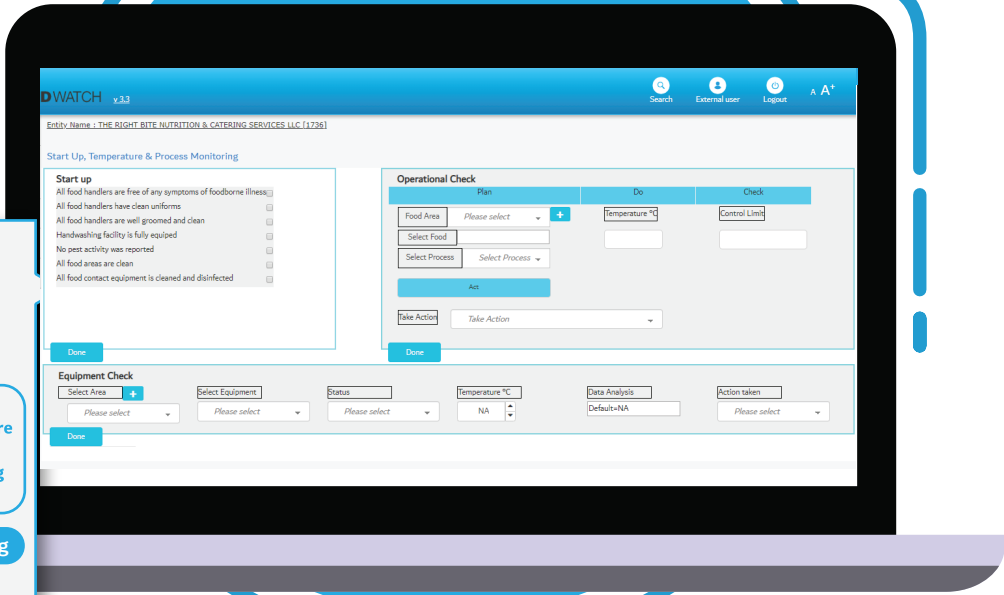 DWATCH v 3.3
Search
External user
Logout
A A+
Entity Name : THE RIGHT BITE NUTRITION & CATERING SERVICES LLC [1736]
Start Up, Temperature & Process Monitoring
Start up
All food handlers are free of any symptoms of foodborne illness
All food handlers have clean uniforms
All food handlers are well groomed and clean
Handwashing facility is fully equiped
No pest activity was reported
All food areas are clean
All food contact equipment is cleaned and disinfected
Done
Operational Check
Plan Do Check
Food Area Please select + Temperature °C Control Limit
Select Food
Select Process Select Process
Act
Take Action Take Action
Done
Equipment Check
Select Area + Select Equipment Status Temperature °C Data Analysis Action taken
Please select Please select Please select NA Default=NA Please select
Done